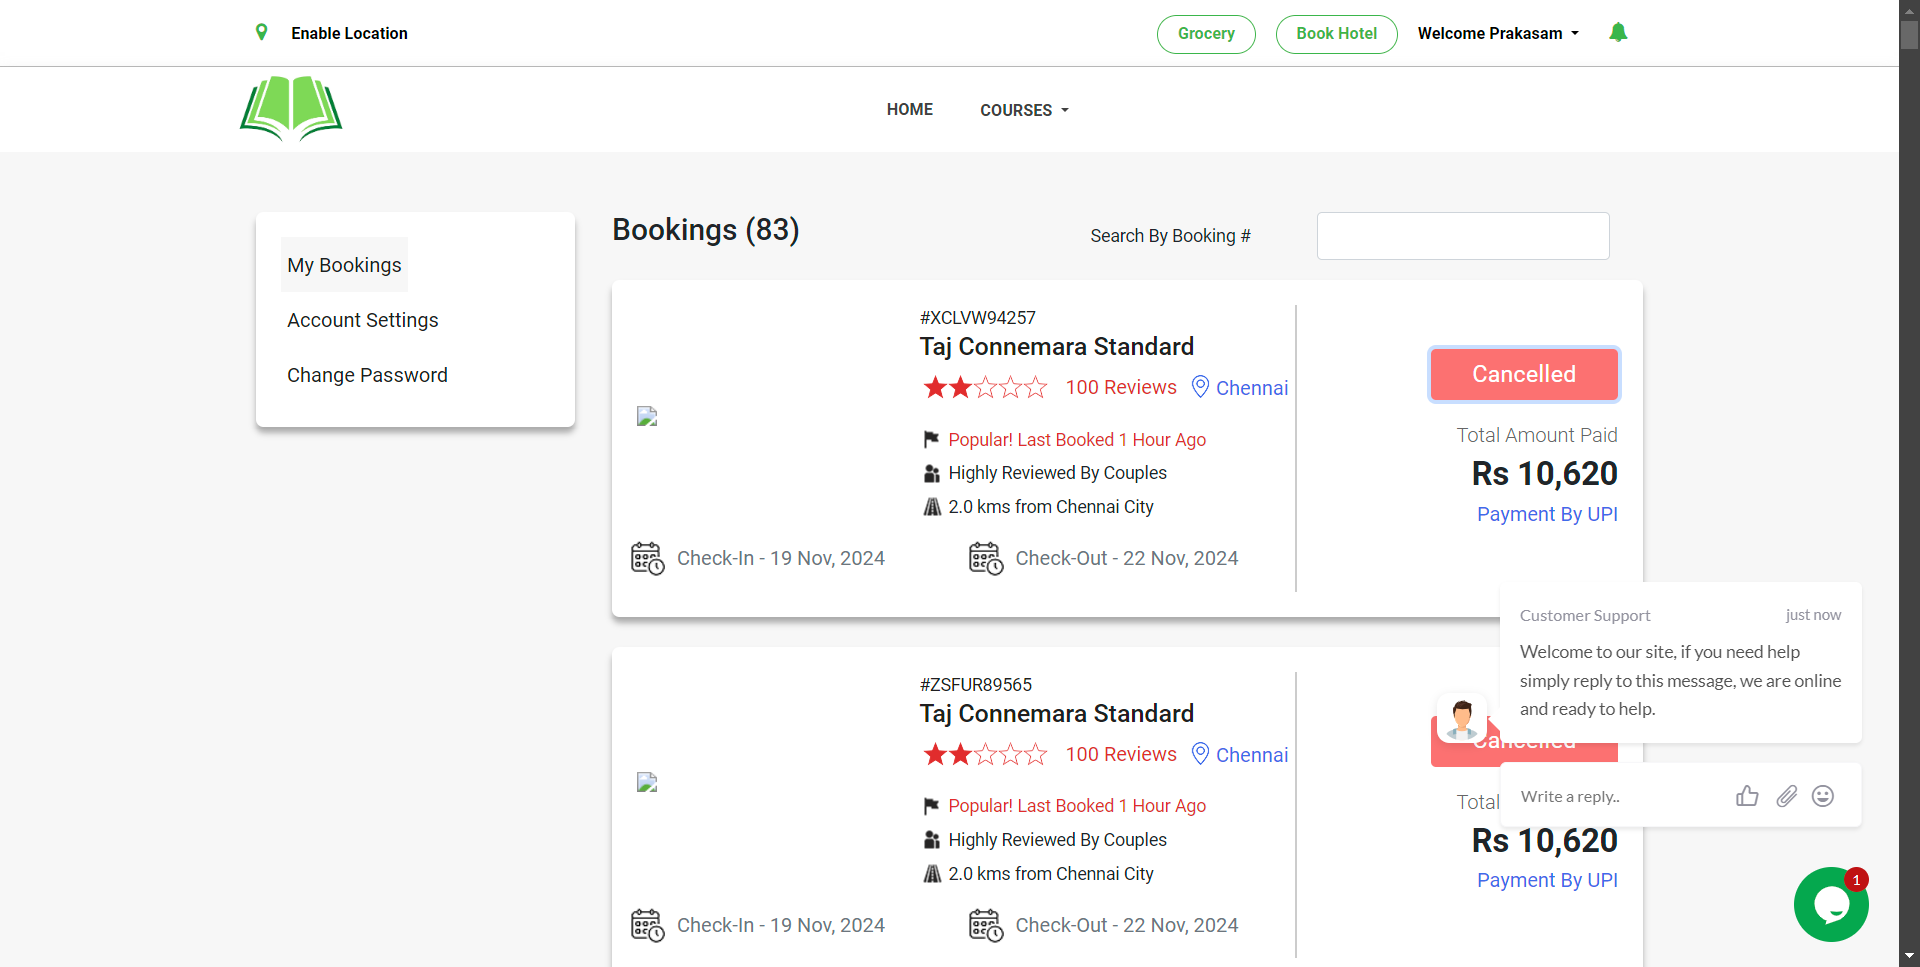 Enable Location
Grocery
Book Hotel
Welcome Prakasam
HOME
COURSES
My Bookings
Account Settings
Change Password
Bookings (83)
Search By Booking #
#XCLVW94257
Taj Connemara Standard
100 Reviews
Chennai
Popular! Last Booked 1 Hour Ago
Highly Reviewed By Couples
2.0 kms from Chennai City
Check-In - 19 Nov, 2024
Check-Out - 22 Nov, 2024
Cancelled
Total Amount Paid
Rs 10,620
Payment By UPI
#ZSFUR89565
Taj Connemara Standard
100 Reviews
Chennai
Popular! Last Booked 1 Hour Ago
Highly Reviewed By Couples
2.0 kms from Chennai City
Check-In - 19 Nov, 2024
Check-Out - 22 Nov, 2024
Cancelled
Total
Rs 10,620
Payment By UPI
Customer Support
just now
Welcome to our site, if you need help
simply reply to this message, we are online
and ready to help.
Write a reply..
1